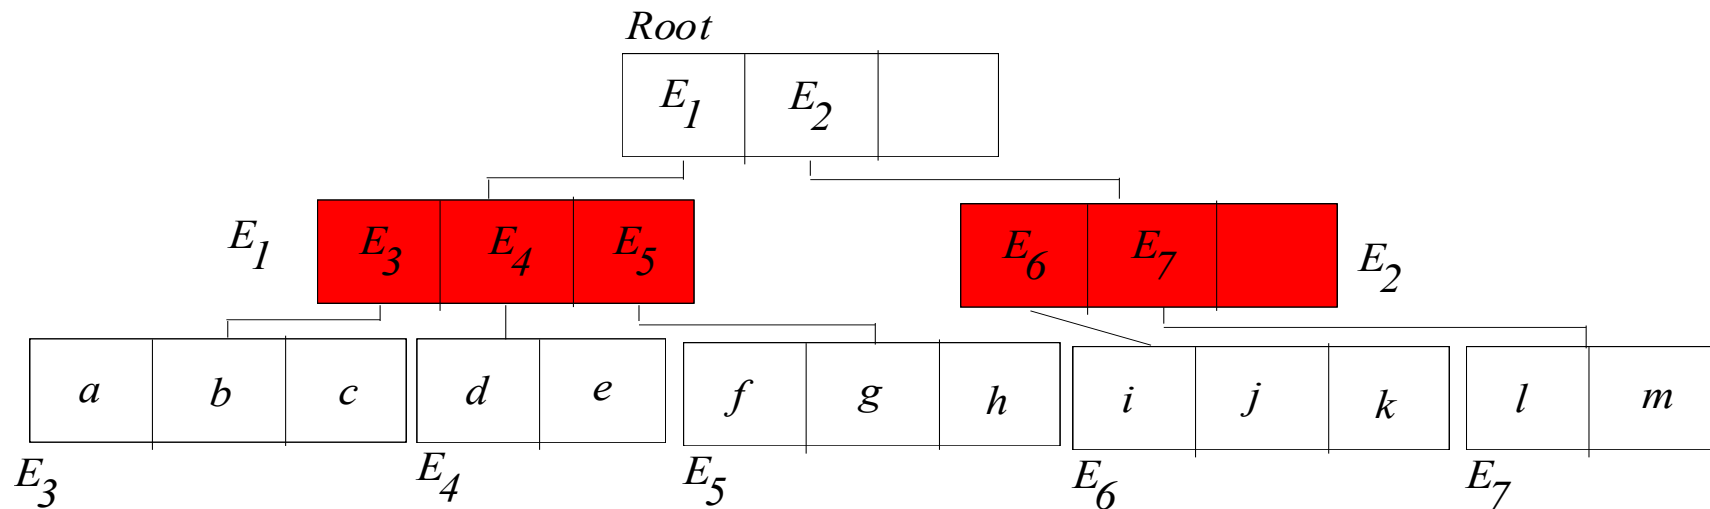 Root
E1 E2
E1 E3 E4 E5 E6 E7 E2
a b c d e f g h i j k l m
E3 E4 E5 E6 E7